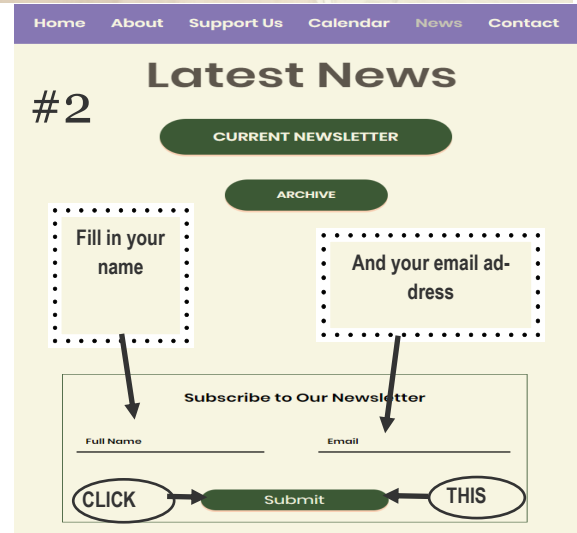 Home About Support Us Calendar News Contact
Latest News
#2
CURRENT NEWSLETTER
ARCHIVE
Fill in your
name
And your email ad-
dress
Subscribe to Our Newsletter
Full Name Email
CLICK Submit THIS